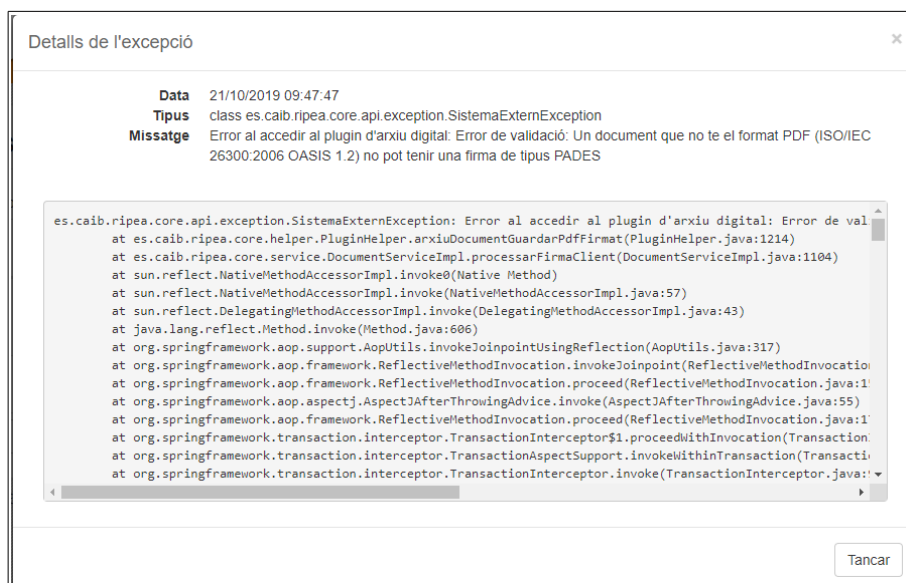 Detalls de l'excepció
×
Data 21/10/2019 09:47:47
Tipus class es.caib.ripea.core.api.exception.SistemaExternException
Missatge Error al accedir al plugin d'arxiu digital: Error de validació: Un document que no te el format PDF (ISO/IEC
26300:2006 OASIS 1.2) no pot tenir una firma de tipus PADES
es.caib.ripea.core.api.exception.SistemaExternException: Error al accedir al plugin d'arxiu digital: Error de val
at es.caib.ripea.core.helper.PluginHelper.arxiuDocumentGuardarPdfFirmat(PluginHelper.java:1214)
at es.caib.ripea.core.service.DocumentServiceImpl.processarFirmaClient(DocumentServiceImpl.java:1104)
at sun.reflect.NativeMethodAccessorImpl.invoke0(Native Method)
at sun.reflect.NativeMethodAccessorImpl.invoke(NativeMethodAccessorImpl.java:57)
at sun.reflect.DelegatingMethodAccessorImpl.invoke(DelegatingMethodAccessorImpl.java:43)
at java.lang.reflect.Method.invoke(Method.java:606)
at org.springframework.aop.support.AopUtils.invokeJoinpointUsingReflection(AopUtils.java:317)
at org.springframework.aop.framework.ReflectiveMethodInvocation.invokeJoinpoint(ReflectiveMethodInvocation
at org.springframework.aop.framework.ReflectiveMethodInvocation.proceed(ReflectiveMethodInvocation.java:1
at org.springframework.aop.aspectj.AspectJAfterThrowingAdvice.invoke(AspectJAfterThrowingAdvice.java:55)
at org.springframework.aop.framework.ReflectiveMethodInvocation.proceed(ReflectiveMethodInvocation.java:1
at org.springframework.transaction.interceptor.TransactionInterceptor$1.proceedWithInvocation(Transaction
at org.springframework.transaction.interceptor.TransactionAspectSupport.invokeWithinTransaction(Transacti
at org.springframework.transaction.interceptor.TransactionInterceptor.invoke(TransactionInterceptor.java:
Tancar